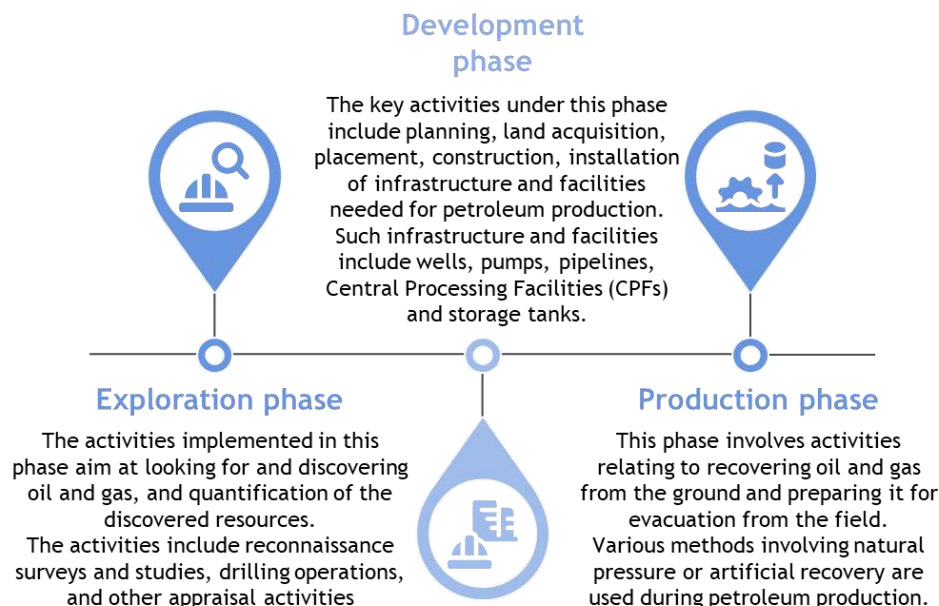 Development
phase
The key activities under this phase
include planning, land acquisition,
placement, construction, installation
of infrastructure and facilities
needed for petroleum production.
Such infrastructure and facilities
include wells, pumps, pipelines,
Central Processing Facilities (CPFs)
and storage tanks.
Exploration phase
The activities implemented in this
phase aim at looking for and discovering
oil and gas, and quantification of the
discovered resources.
The activities include reconnaissance
surveys and studies, drilling operations,
and other appraisal activities
Production phase
This phase involves activities
relating to recovering oil and gas
from the ground and preparing it for
evacuation from the field.
Various methods involving natural
pressure or artificial recovery are
used during petroleum production.